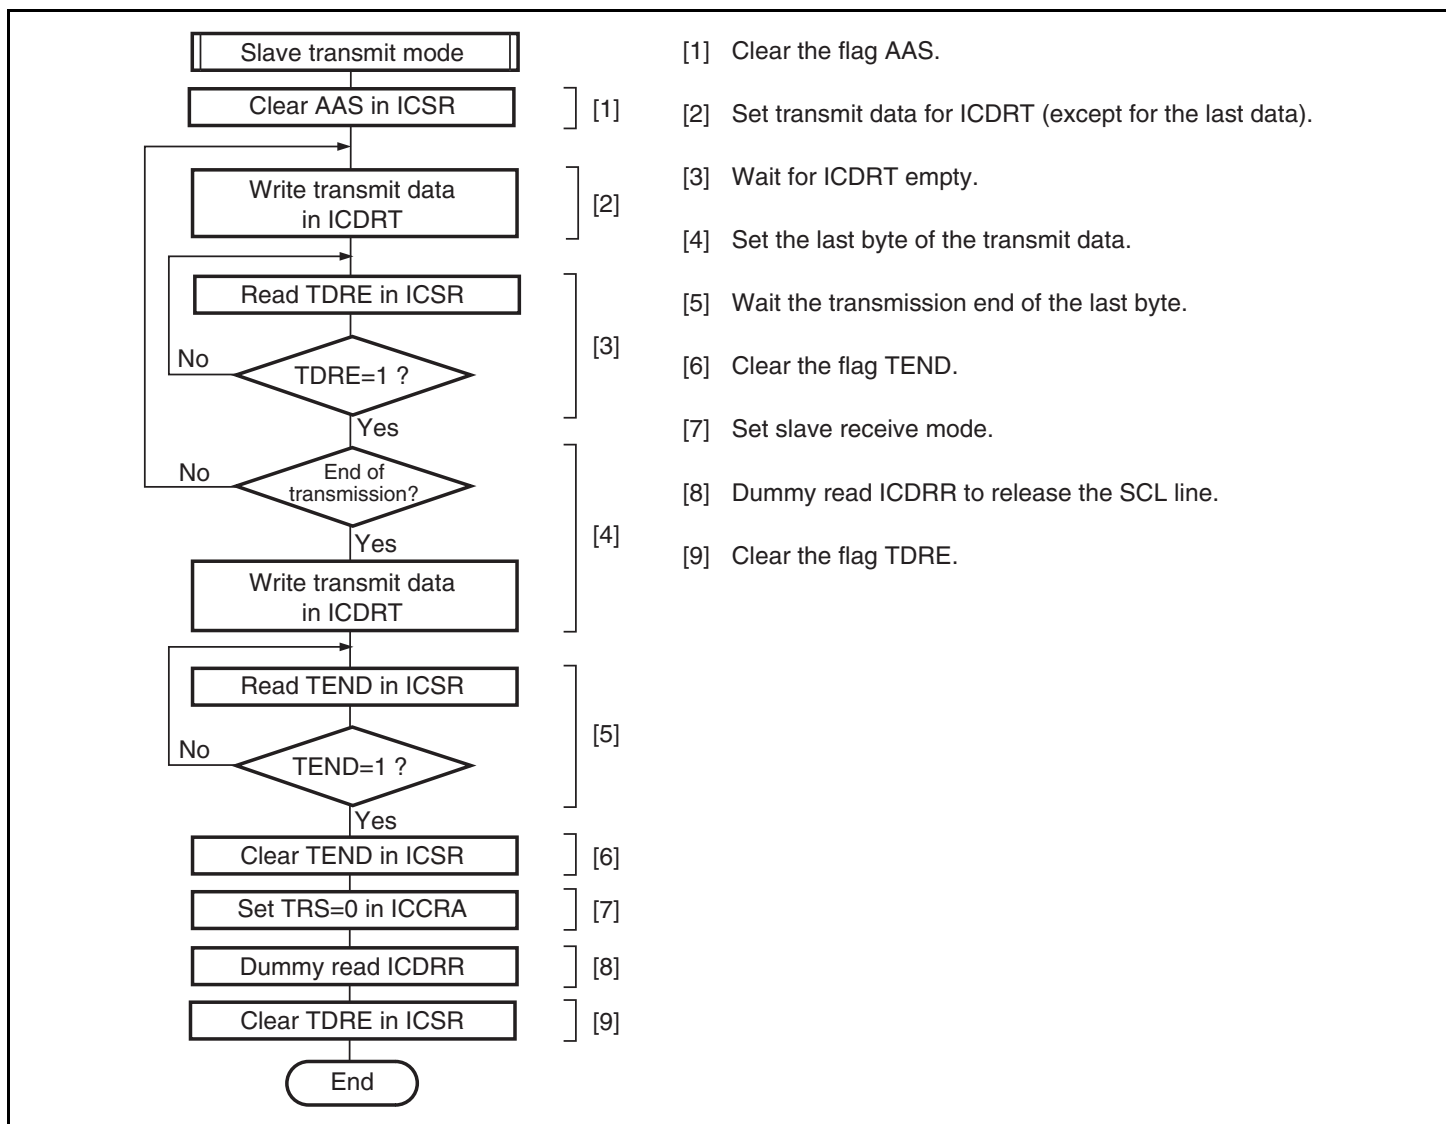 Slave transmit mode
Clear AAS in ICSR
[1]
Write transmit data
in ICDRT
[2]
Read TDRE in ICSR
No
TDRE=1 ?
[3]
Yes
No
End of
transmission?
[4]
Yes
Write transmit data
in ICDRT
Read TEND in ICSR
No
TEND=1 ?
[5]
Yes
Clear TEND in ICSR
[6]
Set TRS=0 in ICCRA
[7]
Dummy read ICDRR
[8]
Clear TDRE in ICSR
[9]
End
[1] Clear the flag AAS.
[2] Set transmit data for ICDRT (except for the last data).
[3] Wait for ICDRT empty.
[4] Set the last byte of the transmit data.
[5] Wait the transmission end of the last byte.
[6] Clear the flag TEND.
[7] Set slave receive mode.
[8] Dummy read ICDRR to release the SCL line.
[9] Clear the flag TDRE.